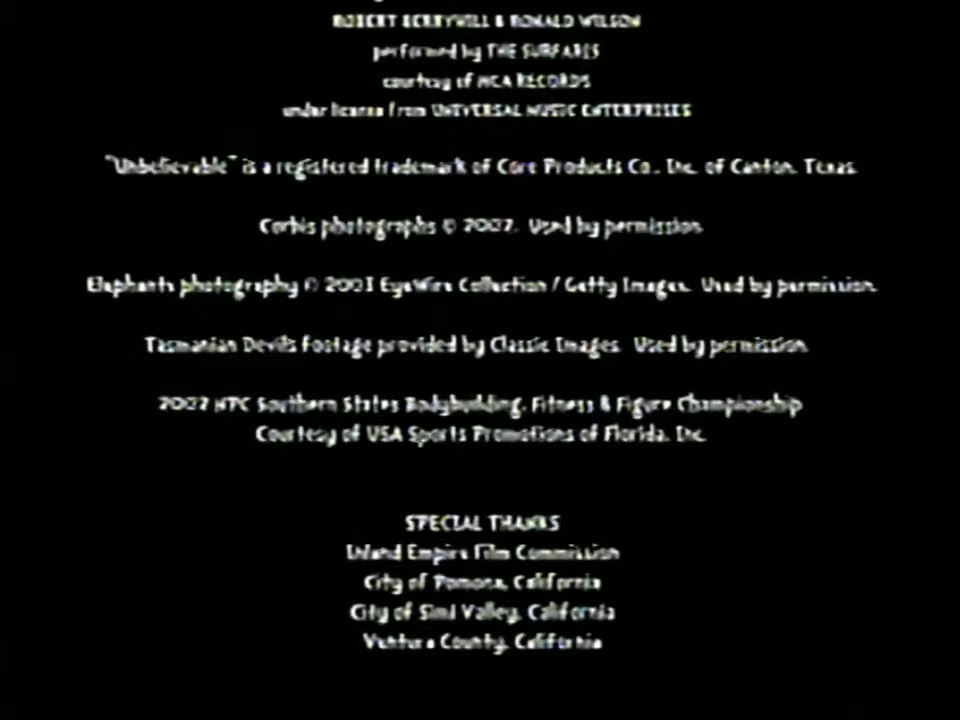 ROBERT BERRYHILL & RONALD WILSON
performed by THE SURFARIS
courtesy of MCA RECORDS
under license from UNIVERSAL MUSIC ENTERPRISES
"Unbelievable" is a registered trademark of Core Products Co., Inc. of Canton, Texas.
Corbis photographs © 2002. Used by permission.
Elephants photography © 2003 EyeWire Collection / Getty Images. Used by permission.
Tasmanian Devils footage provided by Classic Images. Used by permission.
2002 NPC Southern States Bodybuilding, Fitness & Figure Championship
Courtesy of USA Sports Promotions of Florida, Inc.
SPECIAL THANKS
Inland Empire Film Commission
City of Pomona, California
City of Simi Valley, California
Ventura County, California